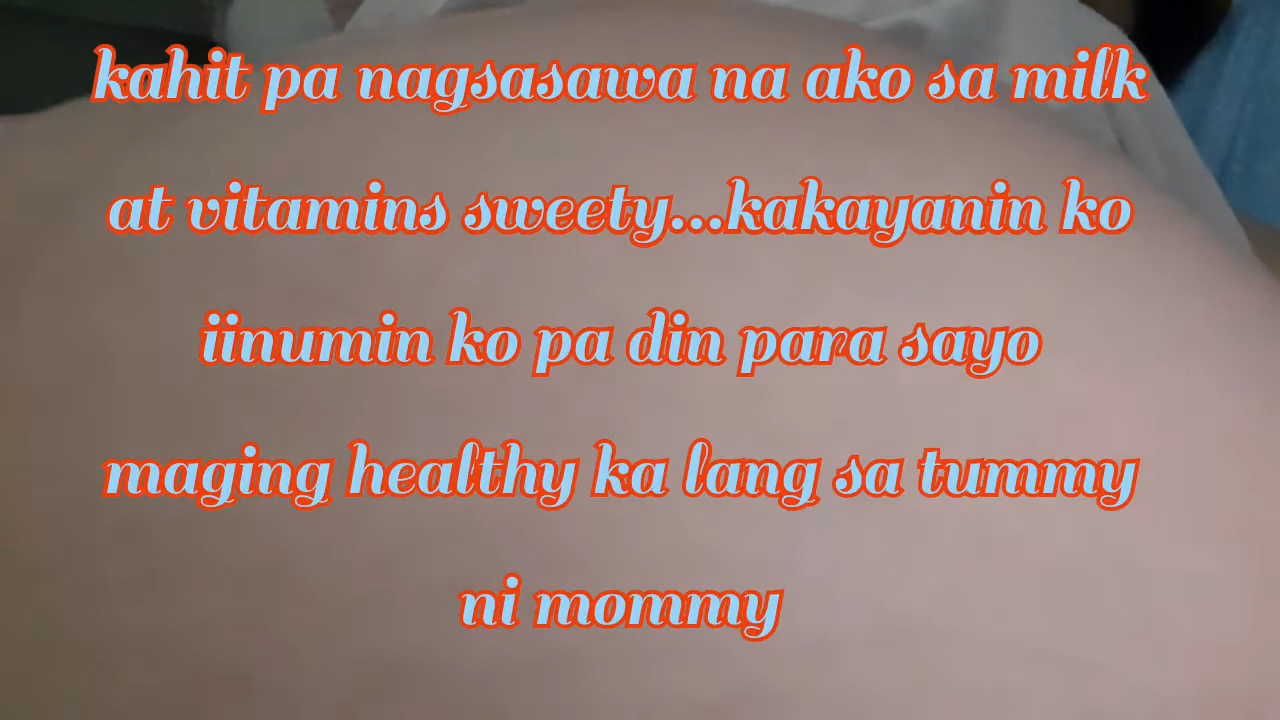 kahit pa nagsasawa na ako sa milk
at vitamins sweety...kakayanin ko
iinumin ko pa din para sayo
maging healthy ka lang sa tummy
ni mommy